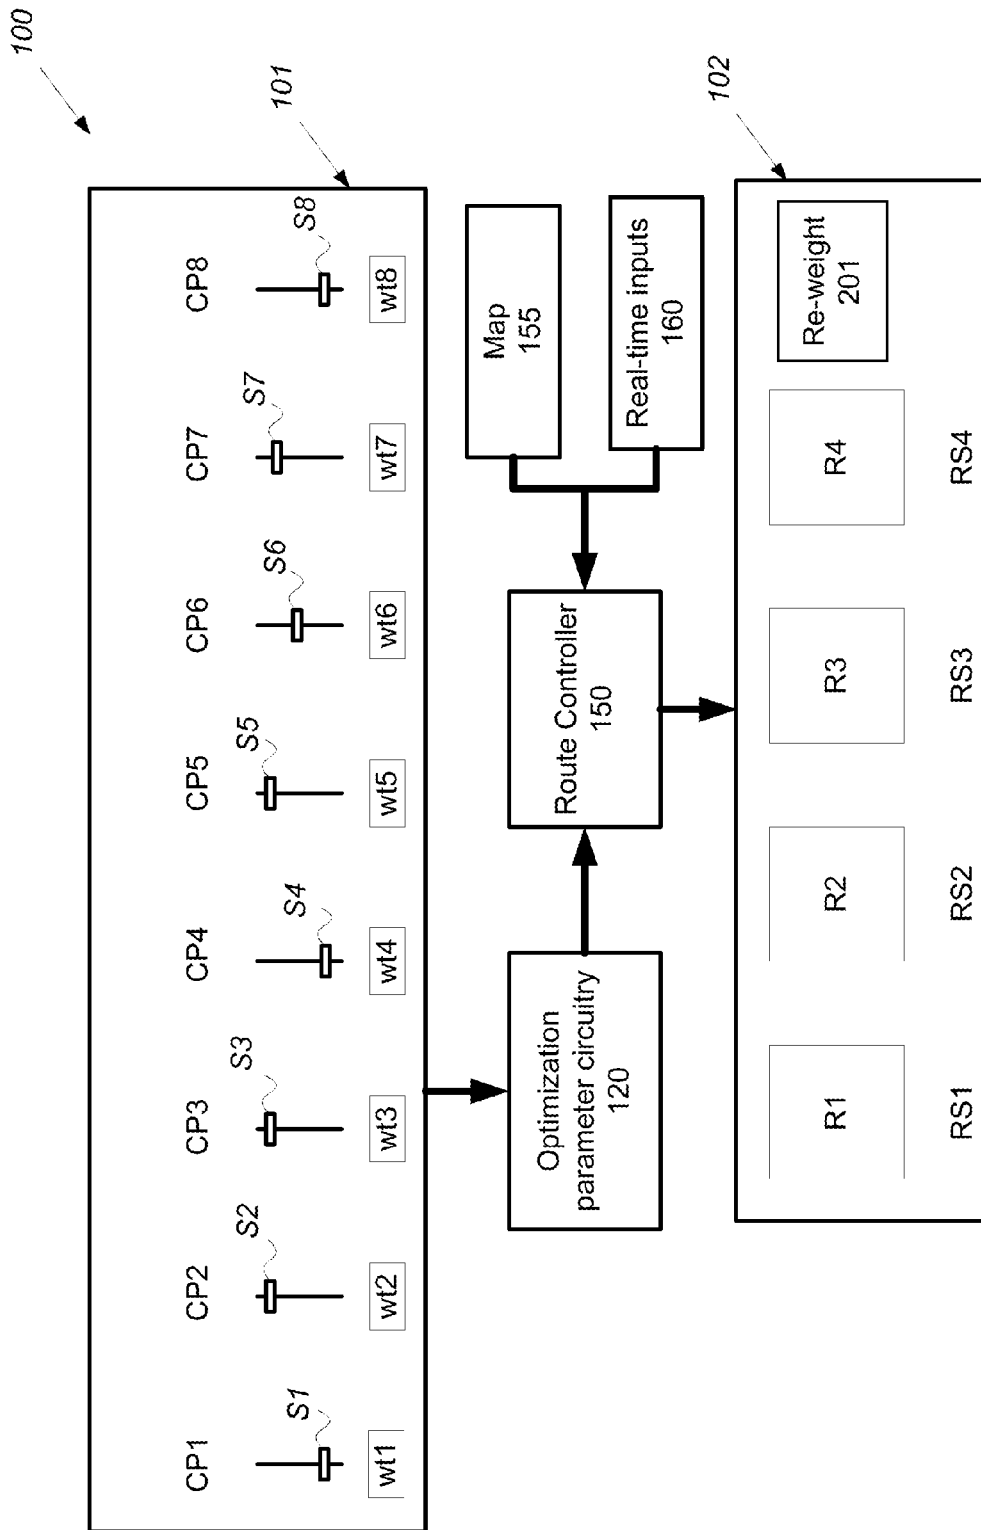 100
101
CP1 CP2 CP3 CP4 CP5 CP6 CP7 CP8
S1 S2 S3 S4 S5 S6 S7 S8
wt1 wt2 wt3 wt4 wt5 wt6 wt7 wt8
Optimization
parameter circuitry
120
Route Controller
150
Map
155
Real-time inputs
160
102
R1 R2 R3 R4
Re-weight
201
RS1 RS2 RS3 RS4